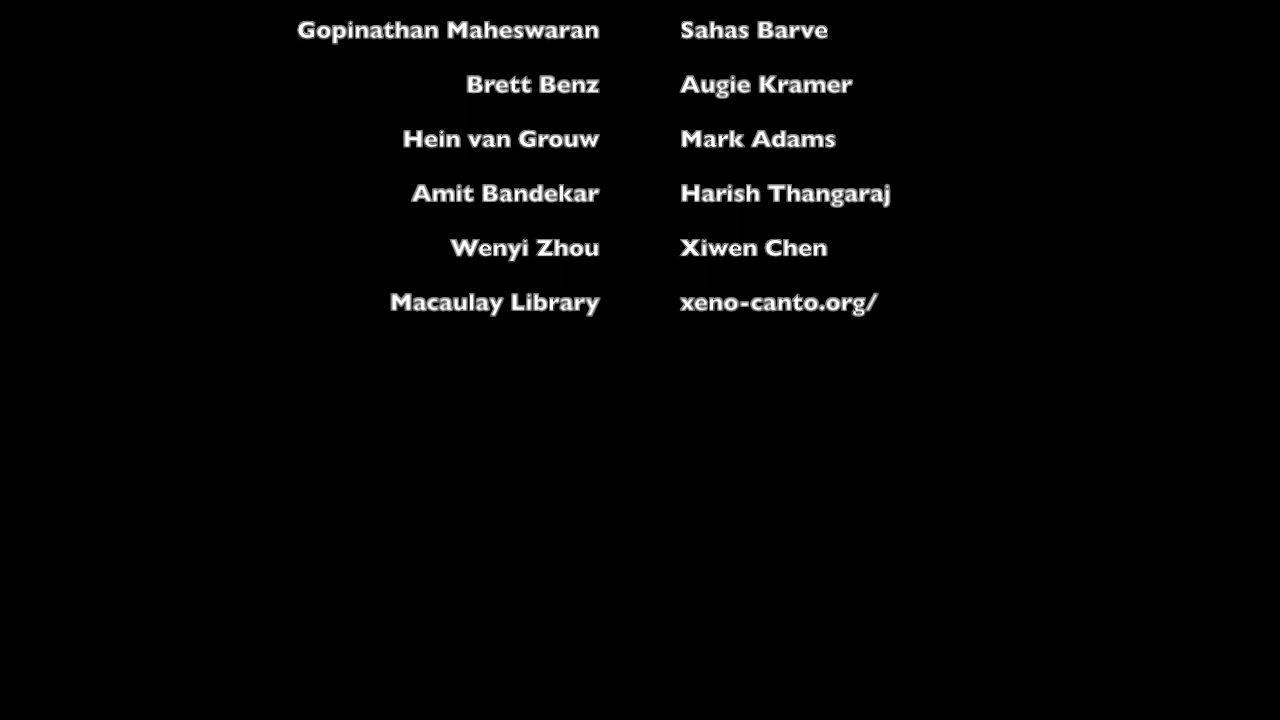 Gopinathan Maheswaran Sahas Barve
Brett Benz Augie Kramer
Hein van Grouw Mark Adams
Amit Bandekar Harish Thangaraj
Wenyi Zhou Xiwen Chen
Macaulay Library xeno-canto.org/